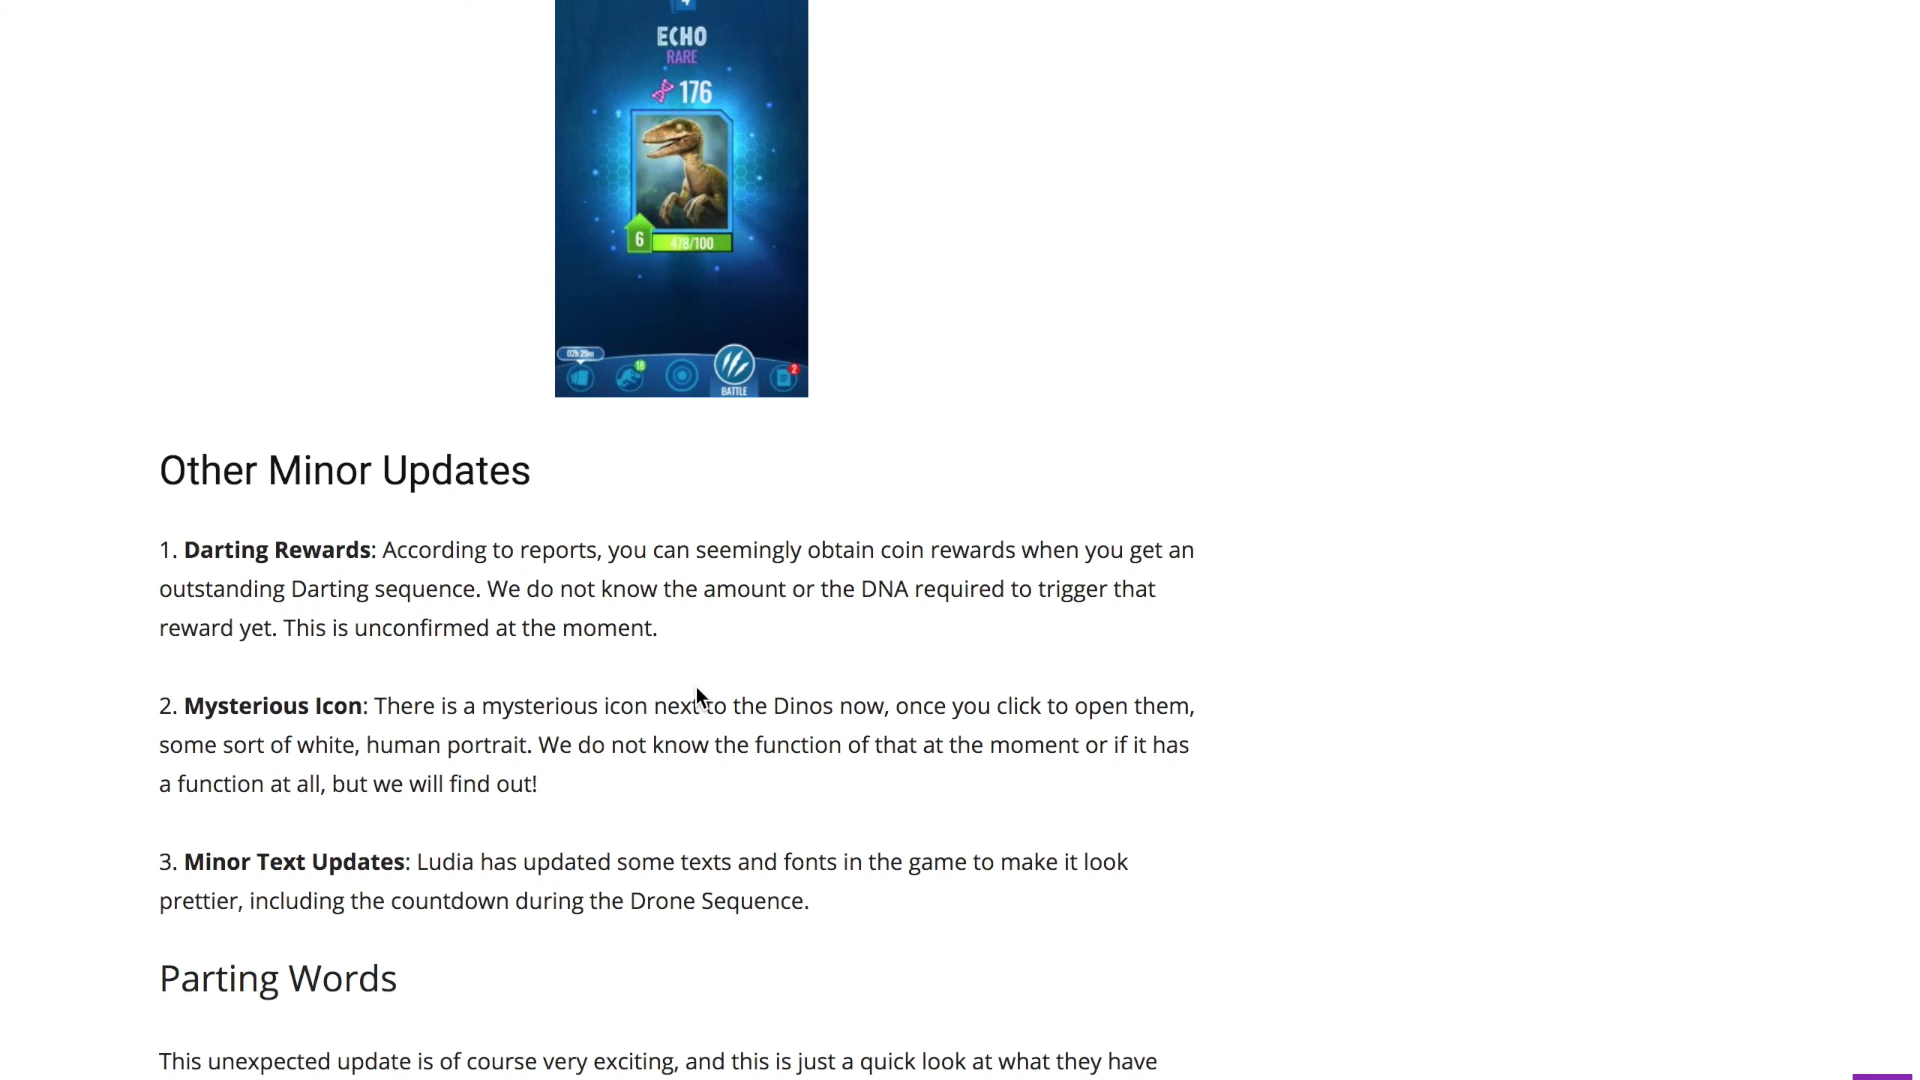 4
ECHO
RARE
176
6
478/100
02h 29m
18
2
BATTLE
Other Minor Updates
1. Darting Rewards: According to reports, you can seemingly obtain coin rewards when you get an
outstanding Darting sequence. We do not know the amount or the DNA required to trigger that
reward yet. This is unconfirmed at the moment.
2. Mysterious Icon: There is a mysterious icon next to the Dinos now, once you click to open them,
some sort of white, human portrait. We do not know the function of that at the moment or if it has
a function at all, but we will find out!
3. Minor Text Updates: Ludia has updated some texts and fonts in the game to make it look
prettier, including the countdown during the Drone Sequence.
Parting Words
This unexpected update is of course very exciting, and this is just a quick look at what they have